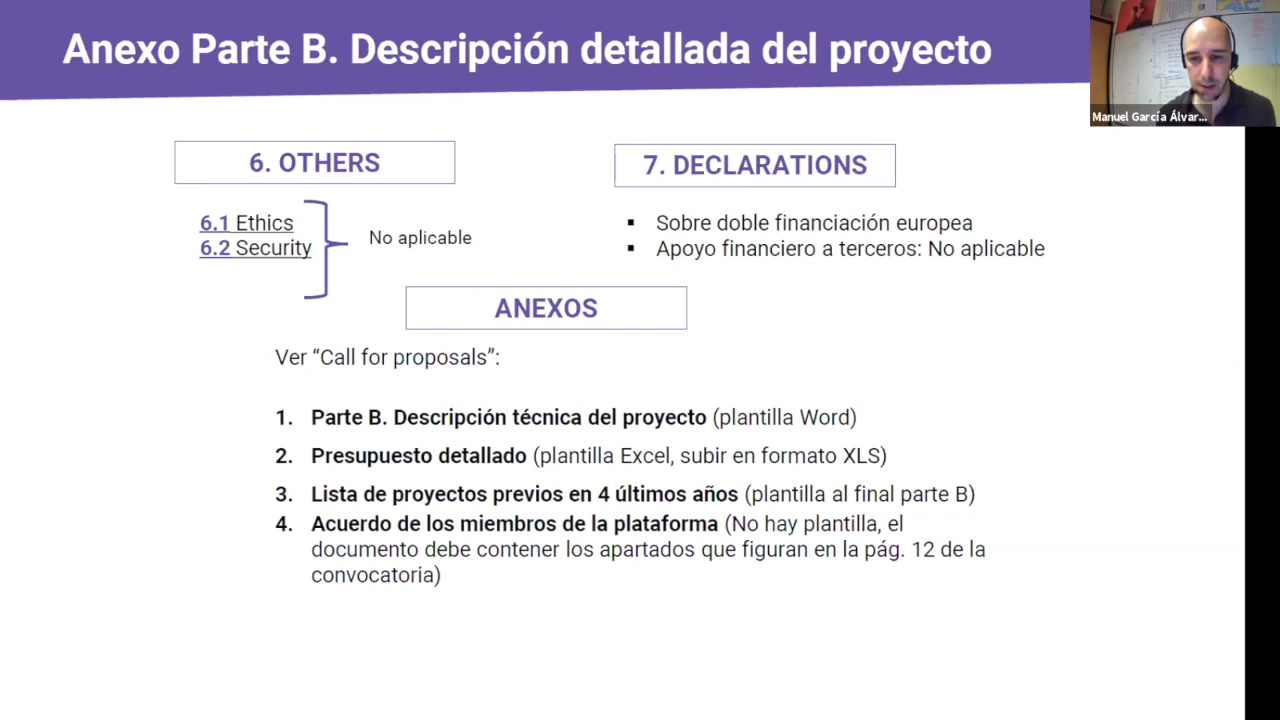 Anexo Parte B. Descripción detallada del proyecto
Manuel García Álvar...
6. OTHERS
6.1 Ethics
6.2 Security
No aplicable
7. DECLARATIONS
▪ Sobre doble financiación europea
▪ Apoyo financiero a terceros: No aplicable
ANEXOS
Ver “Call for proposals”:
1. Parte B. Descripción técnica del proyecto (plantilla Word)
2. Presupuesto detallado (plantilla Excel, subir en formato XLS)
3. Lista de proyectos previos en 4 últimos años (plantilla al final parte B)
4. Acuerdo de los miembros de la plataforma (No hay plantilla, el
documento debe contener los apartados que figuran en la pág. 12 de la
convocatoria)